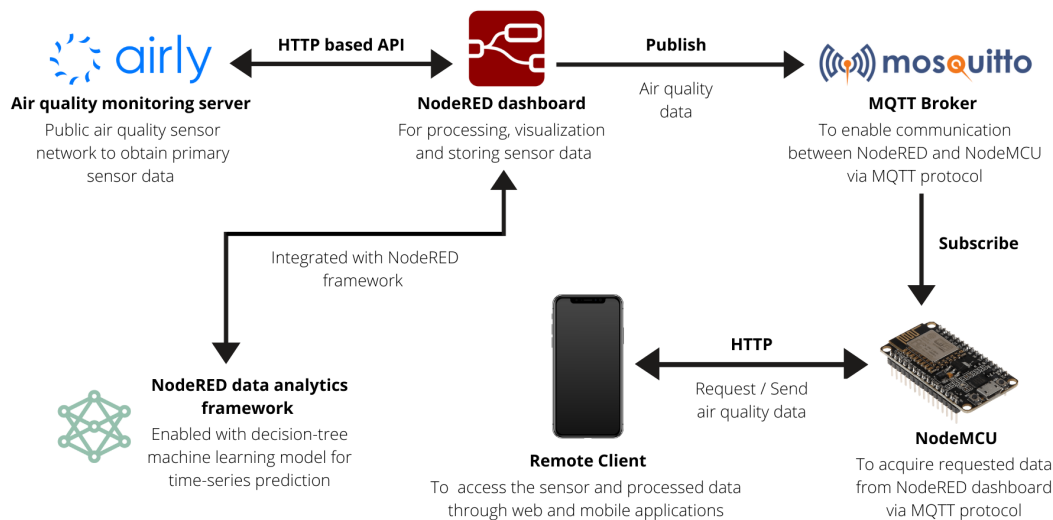 airly
Air quality monitoring server
Public air quality sensor
network to obtain primary
sensor data
HTTP based API
NodeRED dashboard
For processing, visualization
and storing sensor data
Publish
Air quality
data
mosquitto
MQTT Broker
To enable communication
between NodeRED and NodeMCU
via MQTT protocol
Integrated with NodeRED
framework
Subscribe
NodeRED data analytics
framework
Enabled with decision-tree
machine learning model for
time-series prediction
Remote Client
To access the sensor and processed data
through web and mobile applications
HTTP
Request / Send
air quality data
NodeMCU
To acquire requested data
from NodeRED dashboard
via MQTT protocol